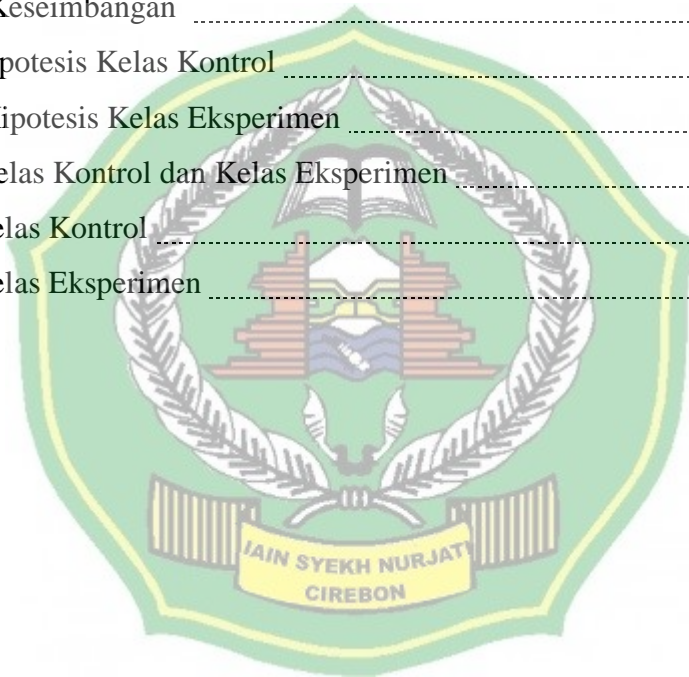 Keseimbangan
potesis Kelas Kontrol
ipotesis Kelas Eksperimen
elas Kontrol dan Kelas Eksperimen
elas Kontrol
elas Eksperimen
IAIN SYEKH NURJATI
CIREBON